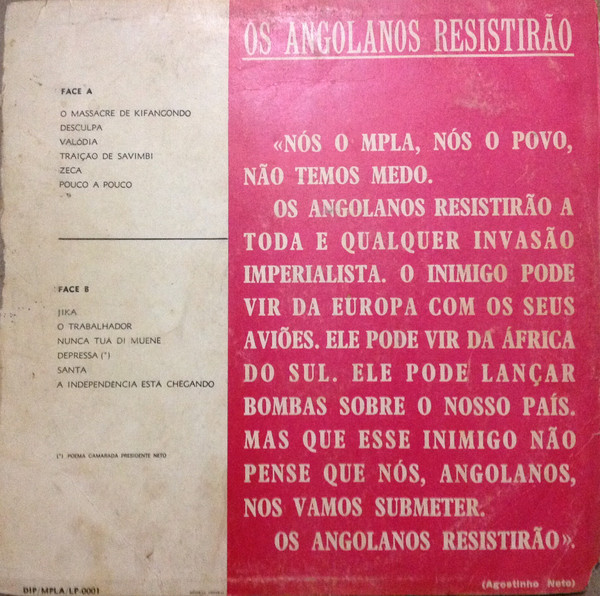 OS ANGOLANOS RESISTIRÃO
FACE A
O MASSACRE DE KIFANGONDO
DESCULPA
VALÓDIA
TRAIÇAO DE SAVIMBI
ZECA
POUCO A POUCO
FACE B
JIKA
O TRABALHADOR
NUNCA TUA DI MUENE
DEPRESSA (*)
SANTA
A INDEPENDENCIA ESTÁ CHEGANDO
(*) POEMA CAMARADA PRESIDENTE NETO
DIP/MPLA/LP-0001
«NÓS O MPLA, NÓS O POVO,
NÃO TEMOS MEDO.
OS ANGOLANOS RESISTIRÃO A
TODA E QUALQUER INVASÃO
IMPERIALISTA. O INIMIGO PODE
VIR DA EUROPA COM OS SEUS
AVIÕES. ELE PODE VIR DA ÁFRICA
DO SUL. ELE PODE LANÇAR
BOMBAS SOBRE O NOSSO PAÍS.
MAS QUE ESSE INIMIGO NÃO
PENSE QUE NÓS, ANGOLANOS,
NOS VAMOS SUBMETER.
OS ANGOLANOS RESISTIRÃO».
(Agostinho Neto)